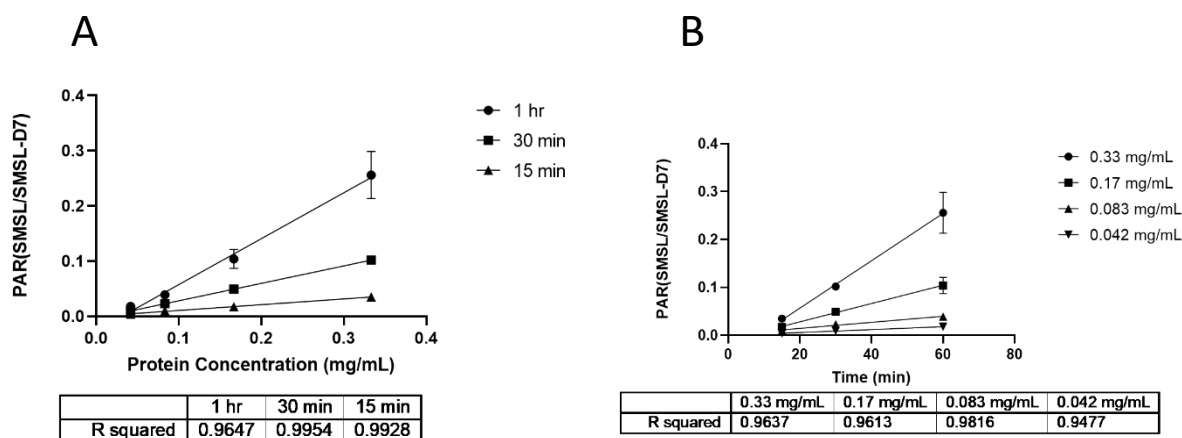 A
PAR(SMSL/SMSL-D7)
0.4
0.3
0.2
0.1
0.0
0.0 0.1 0.2 0.3 0.4
Protein Concentration (mg/mL)
1 hr
30 min
15 min
1 hr 30 min 15 min
R squared 0.9647 0.9954 0.9928
B
PAR(SMSL/SMSL-D7)
0.4
0.3
0.2
0.1
0.0
0 20 40 60 80
Time (min)
0.33 mg/mL
0.17 mg/mL
0.083 mg/mL
0.042 mg/mL
0.33 mg/mL 0.17 mg/mL 0.083 mg/mL 0.042 mg/mL
R squared 0.9637 0.9613 0.9816 0.9477